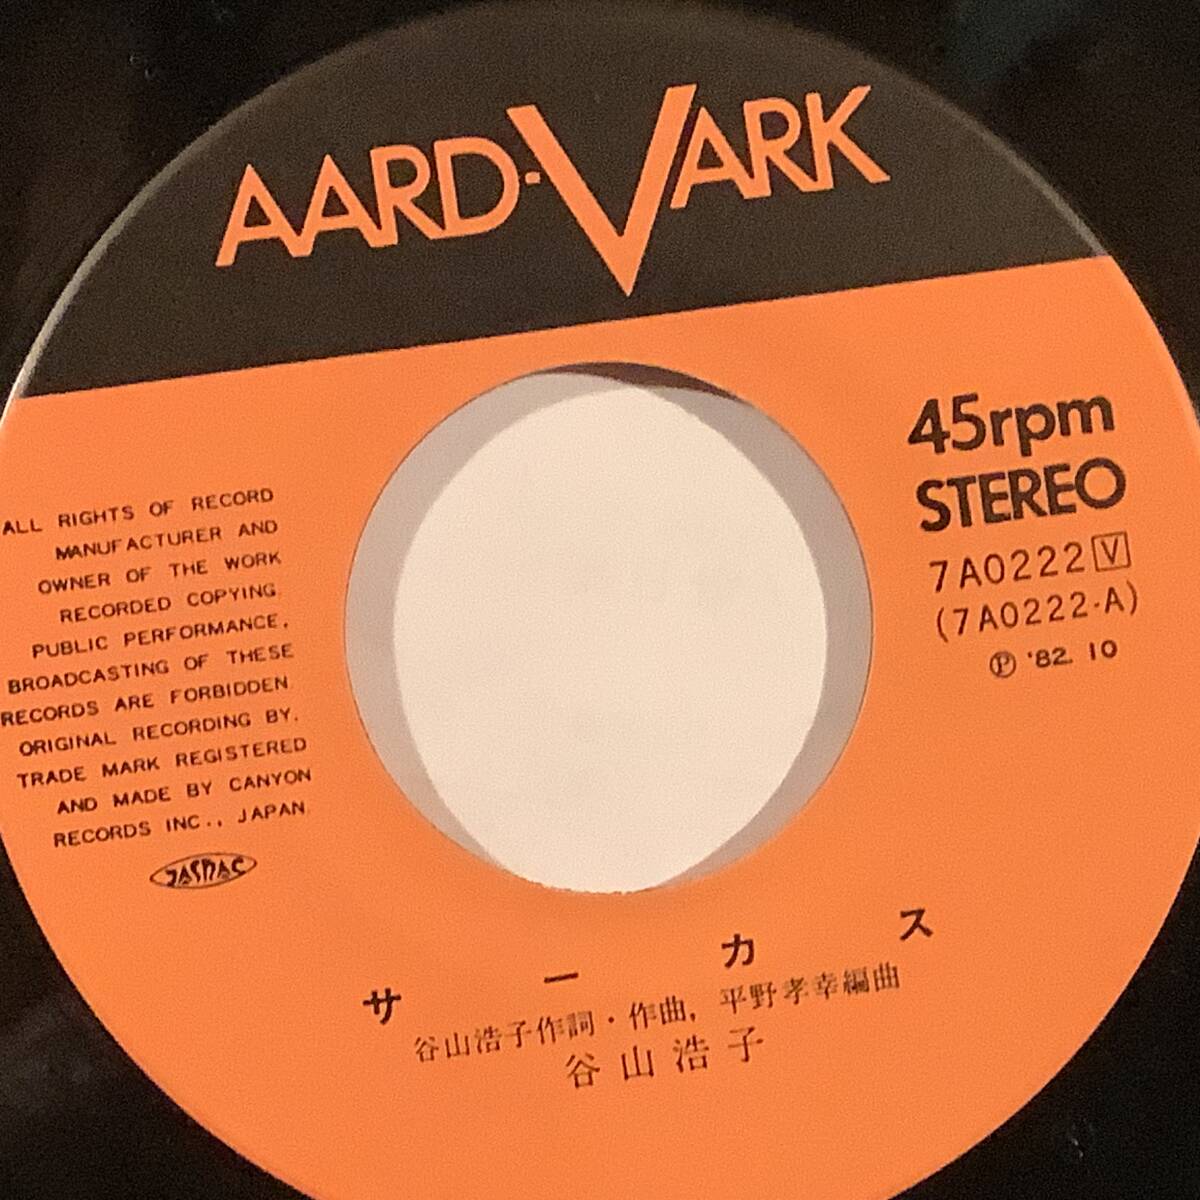 AARD-VARK
45rpm
STEREO
7A0222 V
(7A0222-A)
Ⓟ '82. 10
ALL RIGHTS OF RECORD
MANUFACTURER AND
OWNER OF THE WORK
RECORDED COPYING.
PUBLIC PERFORMANCE,
BROADCASTING OF THESE
RECORDS ARE FORBIDDEN.
ORIGINAL RECORDING BY,
TRADE MARK REGISTERED
AND MADE BY CANYON
RECORDS INC., JAPAN.
JASRAC
サーカス
谷山浩子作詞・作曲, 平野孝幸編曲
谷山浩子